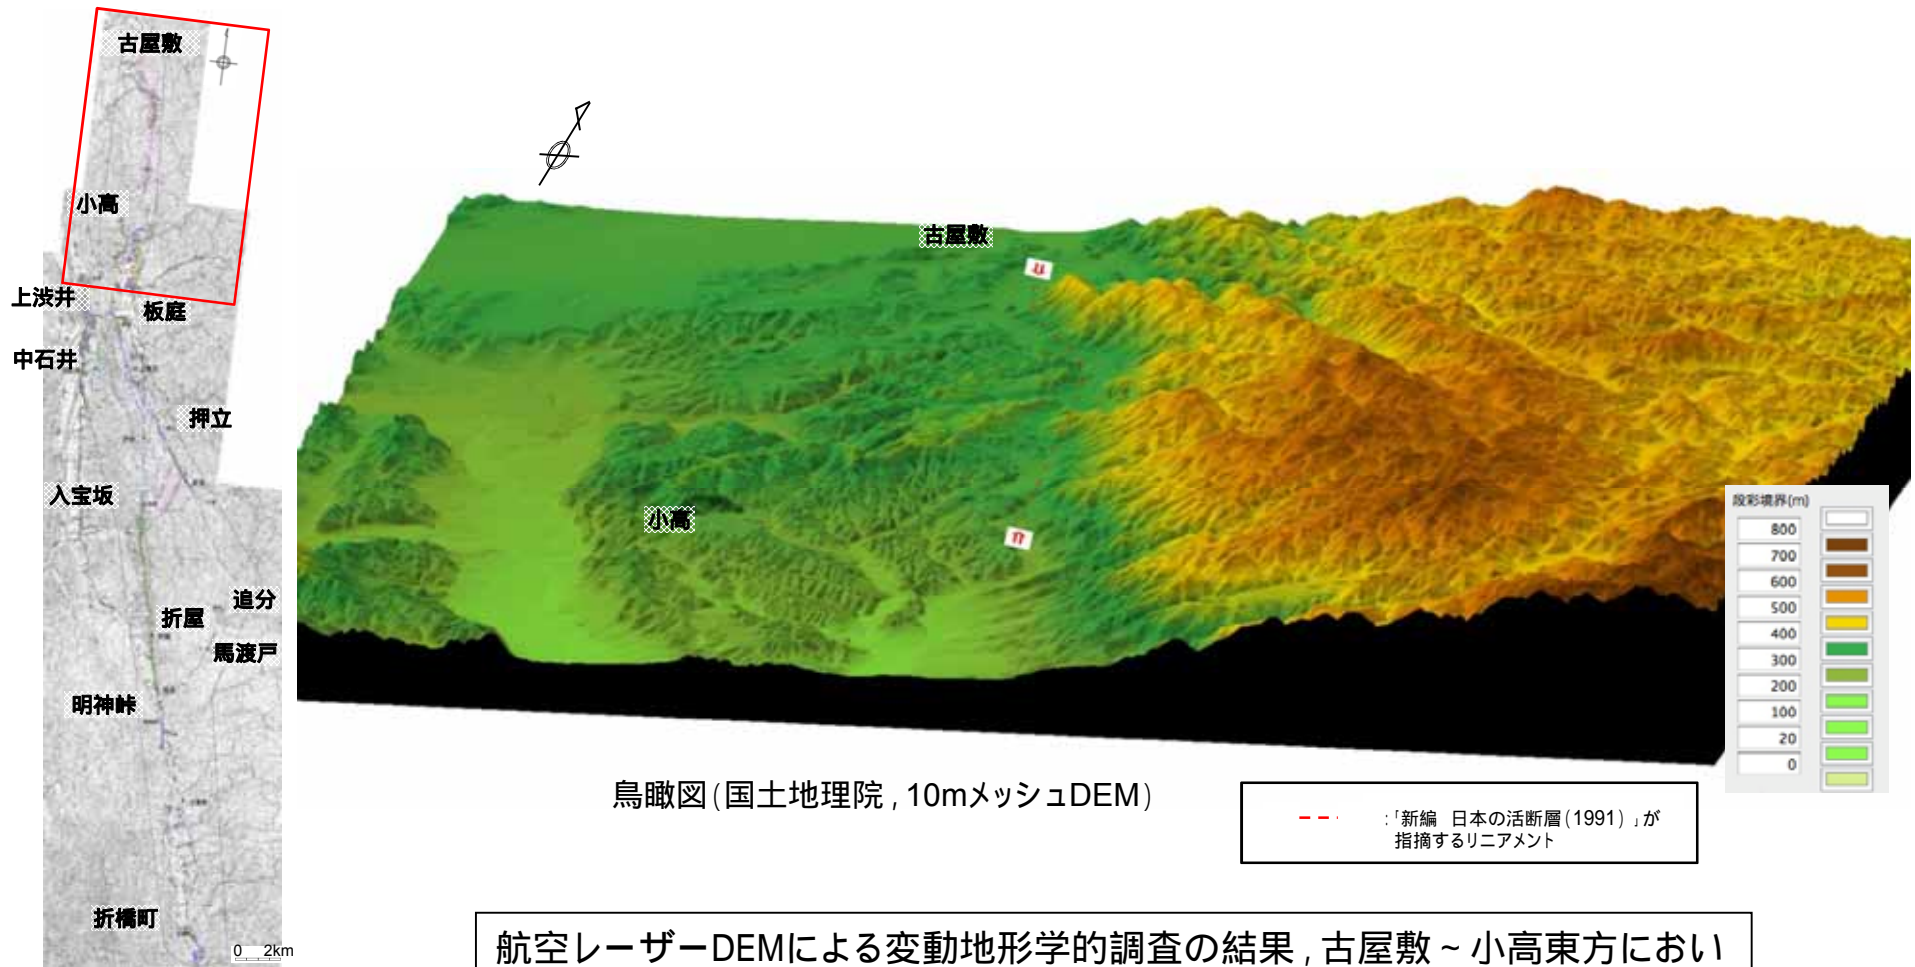 古屋敷
小高
上渋井
板庭
中石井
押立
入宝坂
追分
折屋
馬渡戸
明神峠
折橋町
0 2km
古屋敷
小高
段彩境界(m)
800
700
600
500
400
300
200
100
20
0
鳥瞰図(国土地理院,10mメッシュDEM)
:「新編 日本の活断層(1991)」が
指摘するリニアメント
航空レーザーDEMによる変動地形学的調査の結果,古屋敷~小高東方におい